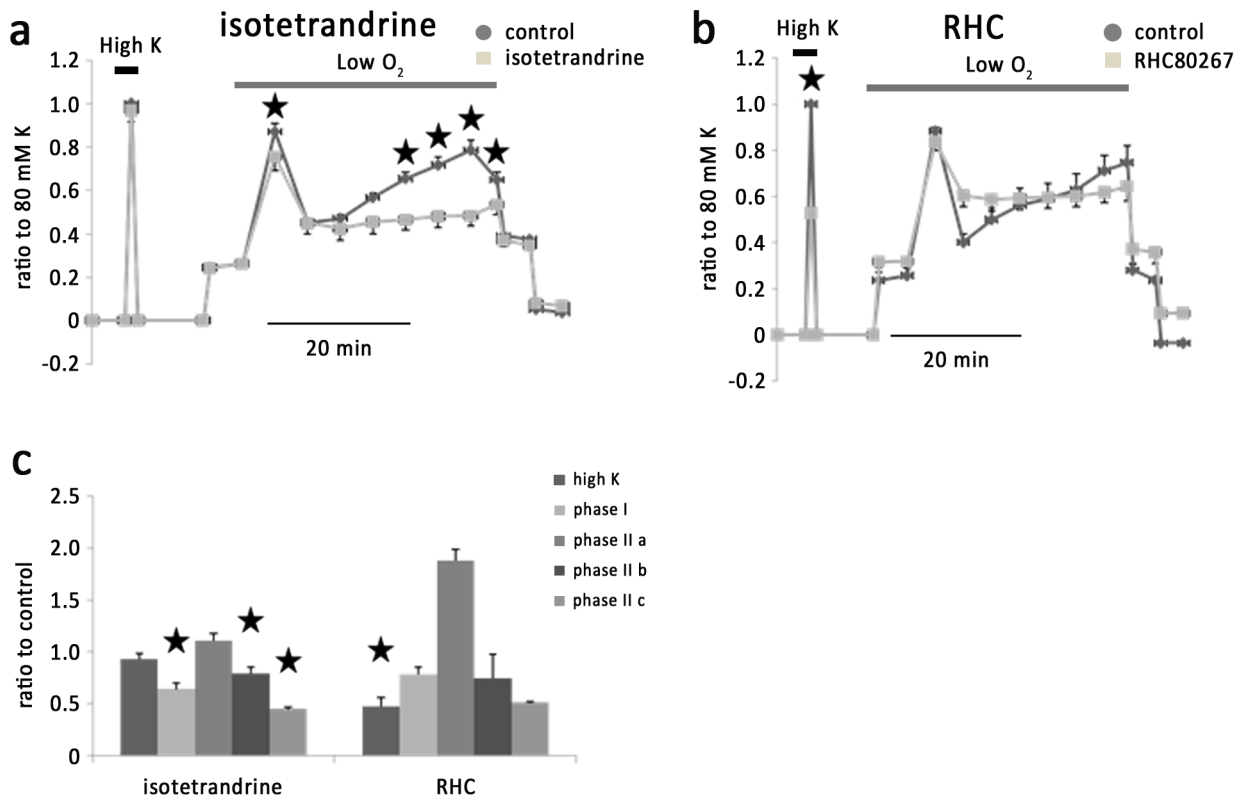 a
isotetrandrine
control
isotetrandrine
High K
Low O2
ratio to 80 mM K
1.2
1.0
0.8
0.6
0.4
0.2
0
-0.2
20 min
b
RHC
control
RHC80267
High K
Low O2
ratio to 80 mM K
1.2
1.0
0.8
0.6
0.4
0.2
0
-0.2
20 min
c
high K
phase I
phase II a
phase II b
phase II c
ratio to control
2.5
2.0
1.5
1.0
0.5
0
isotetrandrine
RHC